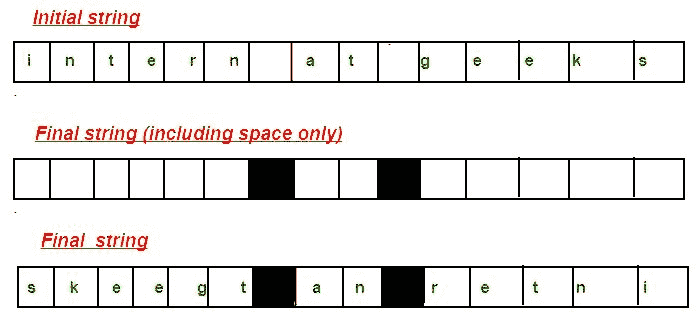 Initial string
i n t e r n a t g e e k s
Final string (including space only)
Final string
s k e e g t a n r e t n i